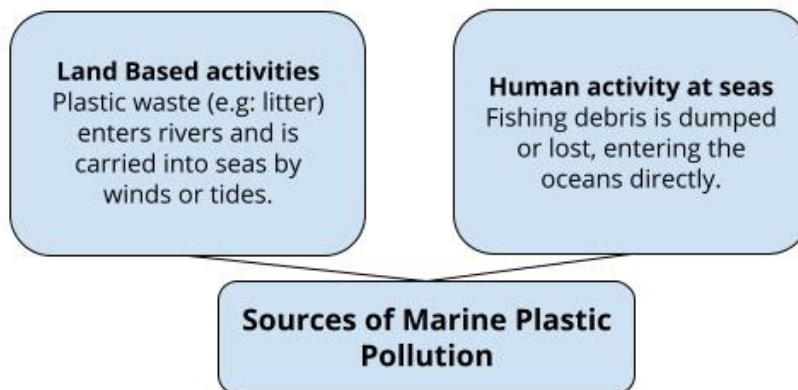 Land Based activities
Plastic waste (e.g: litter)
enters rivers and is
carried into seas by
winds or tides.
Human activity at seas
Fishing debris is dumped
or lost, entering the
oceans directly.
Sources of Marine Plastic
Pollution